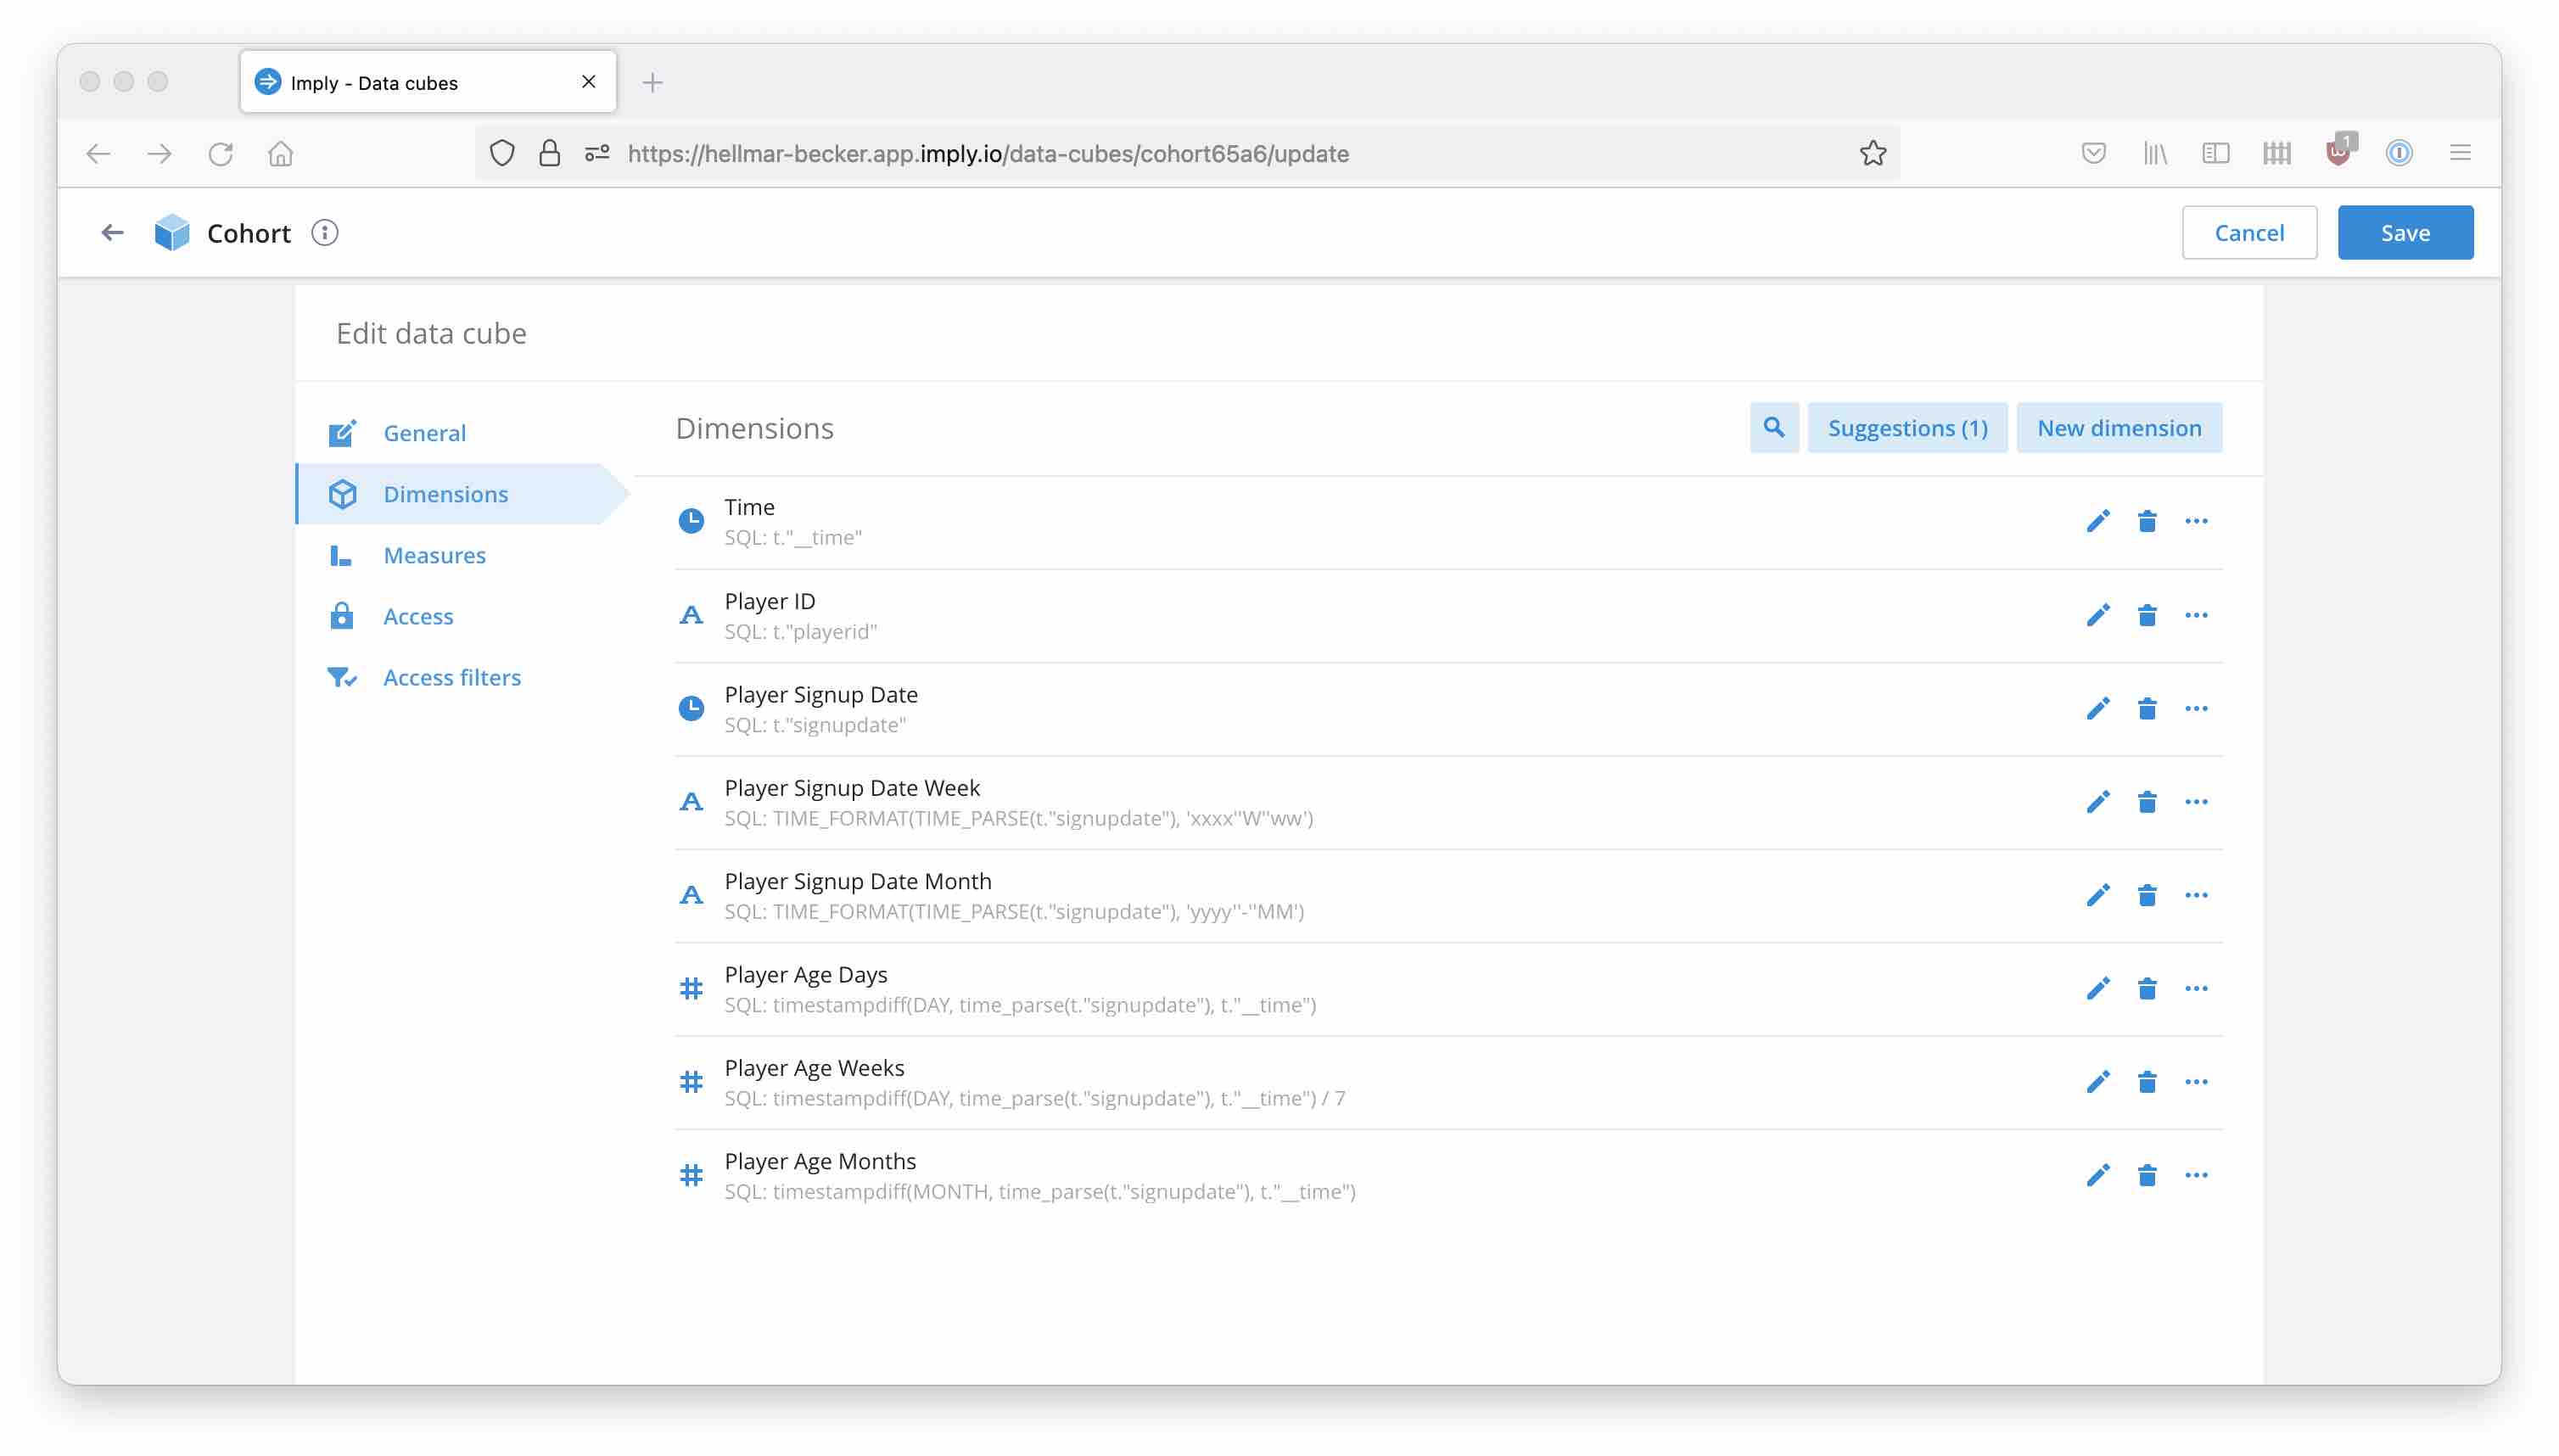 Imply - Data cubes
https://hellmar-becker.app.imply.io/data-cubes/cohort65a6/update
1
Cohort
Cancel
Save
Edit data cube
General
Dimensions
Measures
Access
Access filters
Dimensions
Suggestions (1)
New dimension
Time
SQL: t."__time"
Player ID
SQL: t."playerid"
Player Signup Date
SQL: t."signupdate"
Player Signup Date Week
SQL: TIME_FORMAT(TIME_PARSE(t."signupdate"), 'xxxx''W''ww')
Player Signup Date Month
SQL: TIME_FORMAT(TIME_PARSE(t."signupdate"), 'yyyy''-''MM')
Player Age Days
SQL: timestampdiff(DAY, time_parse(t."signupdate"), t."__time")
Player Age Weeks
SQL: timestampdiff(DAY, time_parse(t."signupdate"), t."__time") / 7
Player Age Months
SQL: timestampdiff(MONTH, time_parse(t."signupdate"), t."__time")